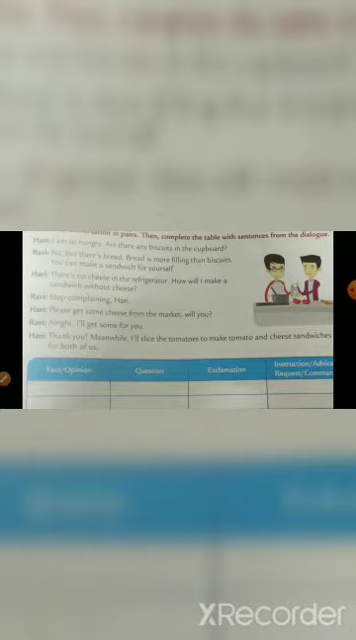 in pairs. Then, complete the table with sentences from the dialogue.
Hari: I am so hungry. Are there any biscuits in the cupboard?
Ravi: No, but there's bread. Bread is more filling than biscuits.
You can make a sandwich for yourself.
Hari: There's no cheese in the refrigerator. How will I make a
sandwich without cheese?
Ravi: Stop complaining, Hari.
Hari: Please get some cheese from the market, will you?
Ravi: Alright, I'll get some for you.
Hari: Thank you! Meanwhile, I'll slice the tomatoes to make tomato and cheese sandwiches
for both of us.
Fact/Opinion Question Exclamation Instruction/Advice
Request/Comman
XRecorder